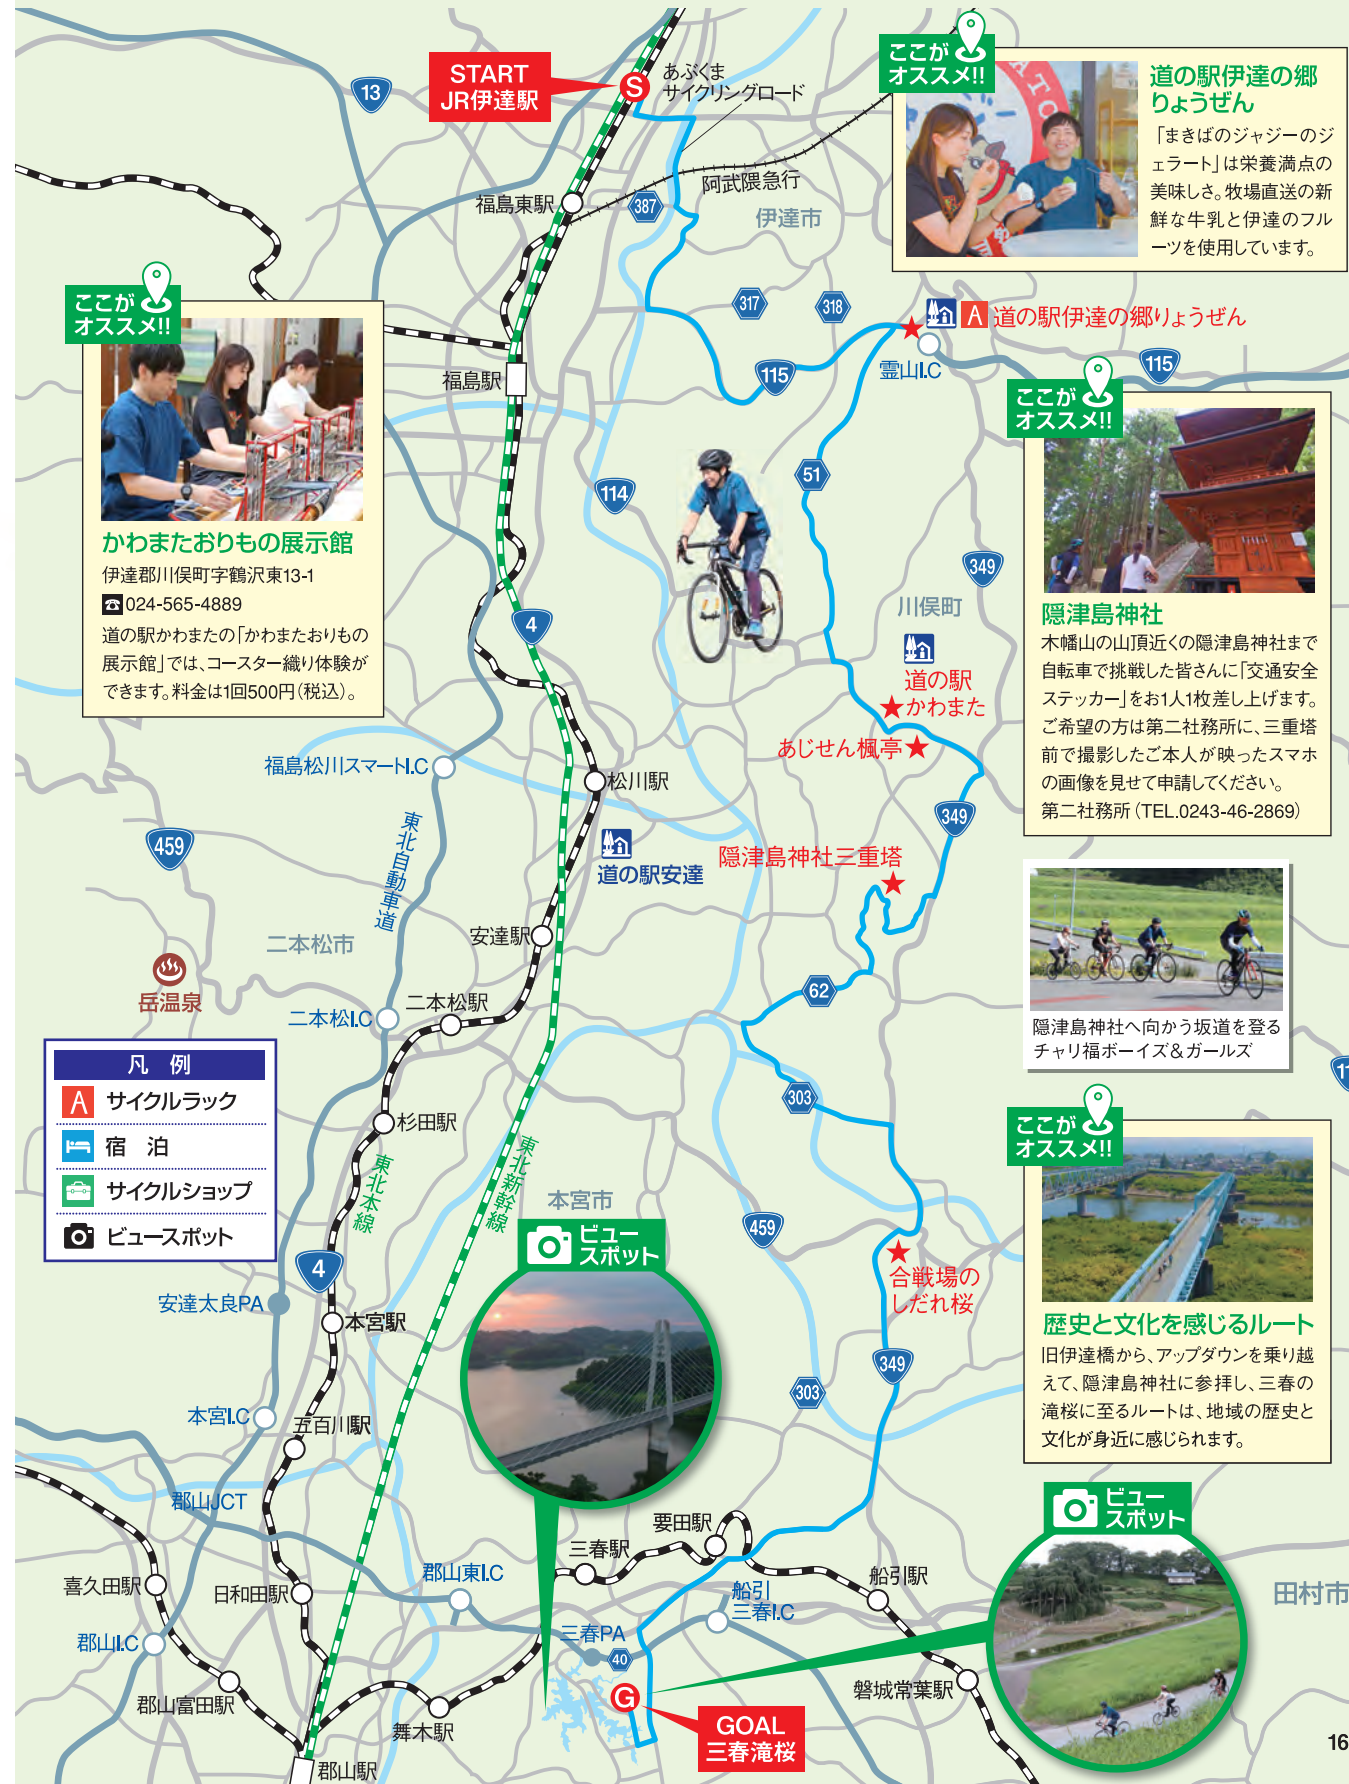 START
JR伊達駅
S
あぶくま
サイクリングロード
13
福島東駅
387
阿武隈急行
伊達市
317
318
115
ここが
オススメ!!
道の駅伊達の郷
りょうぜん
「まきばのジャジーのジ
ェラート」は栄養満点の
美味しさ。牧場直送の新
鮮な牛乳と伊達のフル
ーツを使用しています。
A 道の駅伊達の郷りょうぜん
霊山I.C
115
ここが
オススメ!!
かわまたおりもの展示館
伊達郡川俣町字鶴沢東13-1
☎024-565-4889
道の駅かわまたの「かわまたおりもの
展示館」では、コースター織り体験が
できます。料金は1回500円(税込)。
福島駅
114
51
349
4
川俣町
道の駅
★かわまた
あじせん楓亭★
ここが
オススメ!!
隠津島神社
木幡山の山頂近くの隠津島神社まで
自転車で挑戦した皆さんに「交通安全
ステッカー」をお1人1枚差し上げます。
ご希望の方は第二社務所に、三重塔
前で撮影したご本人が映ったスマホ
の画像を見せて申請してください。
第二社務所(TEL.0243-46-2869)
福島松川スマートI.C
松川駅
349
459
東北自動車道
道の駅安達
隠津島神社三重塔
★
安達駅
二本松市
岳温泉
二本松駅
二本松I.C
62
隠津島神社へ向かう坂道を登る
チャリ福ボーイズ&ガールズ
凡 例
A サイクルラック
宿 泊
サイクルショップ
ビュースポット
杉田駅
303
東北本線
東北新幹線
本宮市
459
4
安達太良PA
本宮駅
ビュー
スポット
★
合戦場の
しだれ桜
349
303
ここが
オススメ!!
歴史と文化を感じるルート
旧伊達橋から、アップダウンを乗り越
えて、隠津島神社に参拝し、三春の
滝桜に至るルートは、地域の歴史と
文化が身近に感じられます。
本宮I.C
五百川駅
郡山JCT
ビュー
スポット
要田駅
三春駅
喜久田駅
日和田駅
郡山東I.C
船引
三春I.C
船引駅
田村市
郡山I.C
三春PA
40
郡山富田駅
舞木駅
G
GOAL
三春滝桜
磐城常葉駅
郡山駅
16